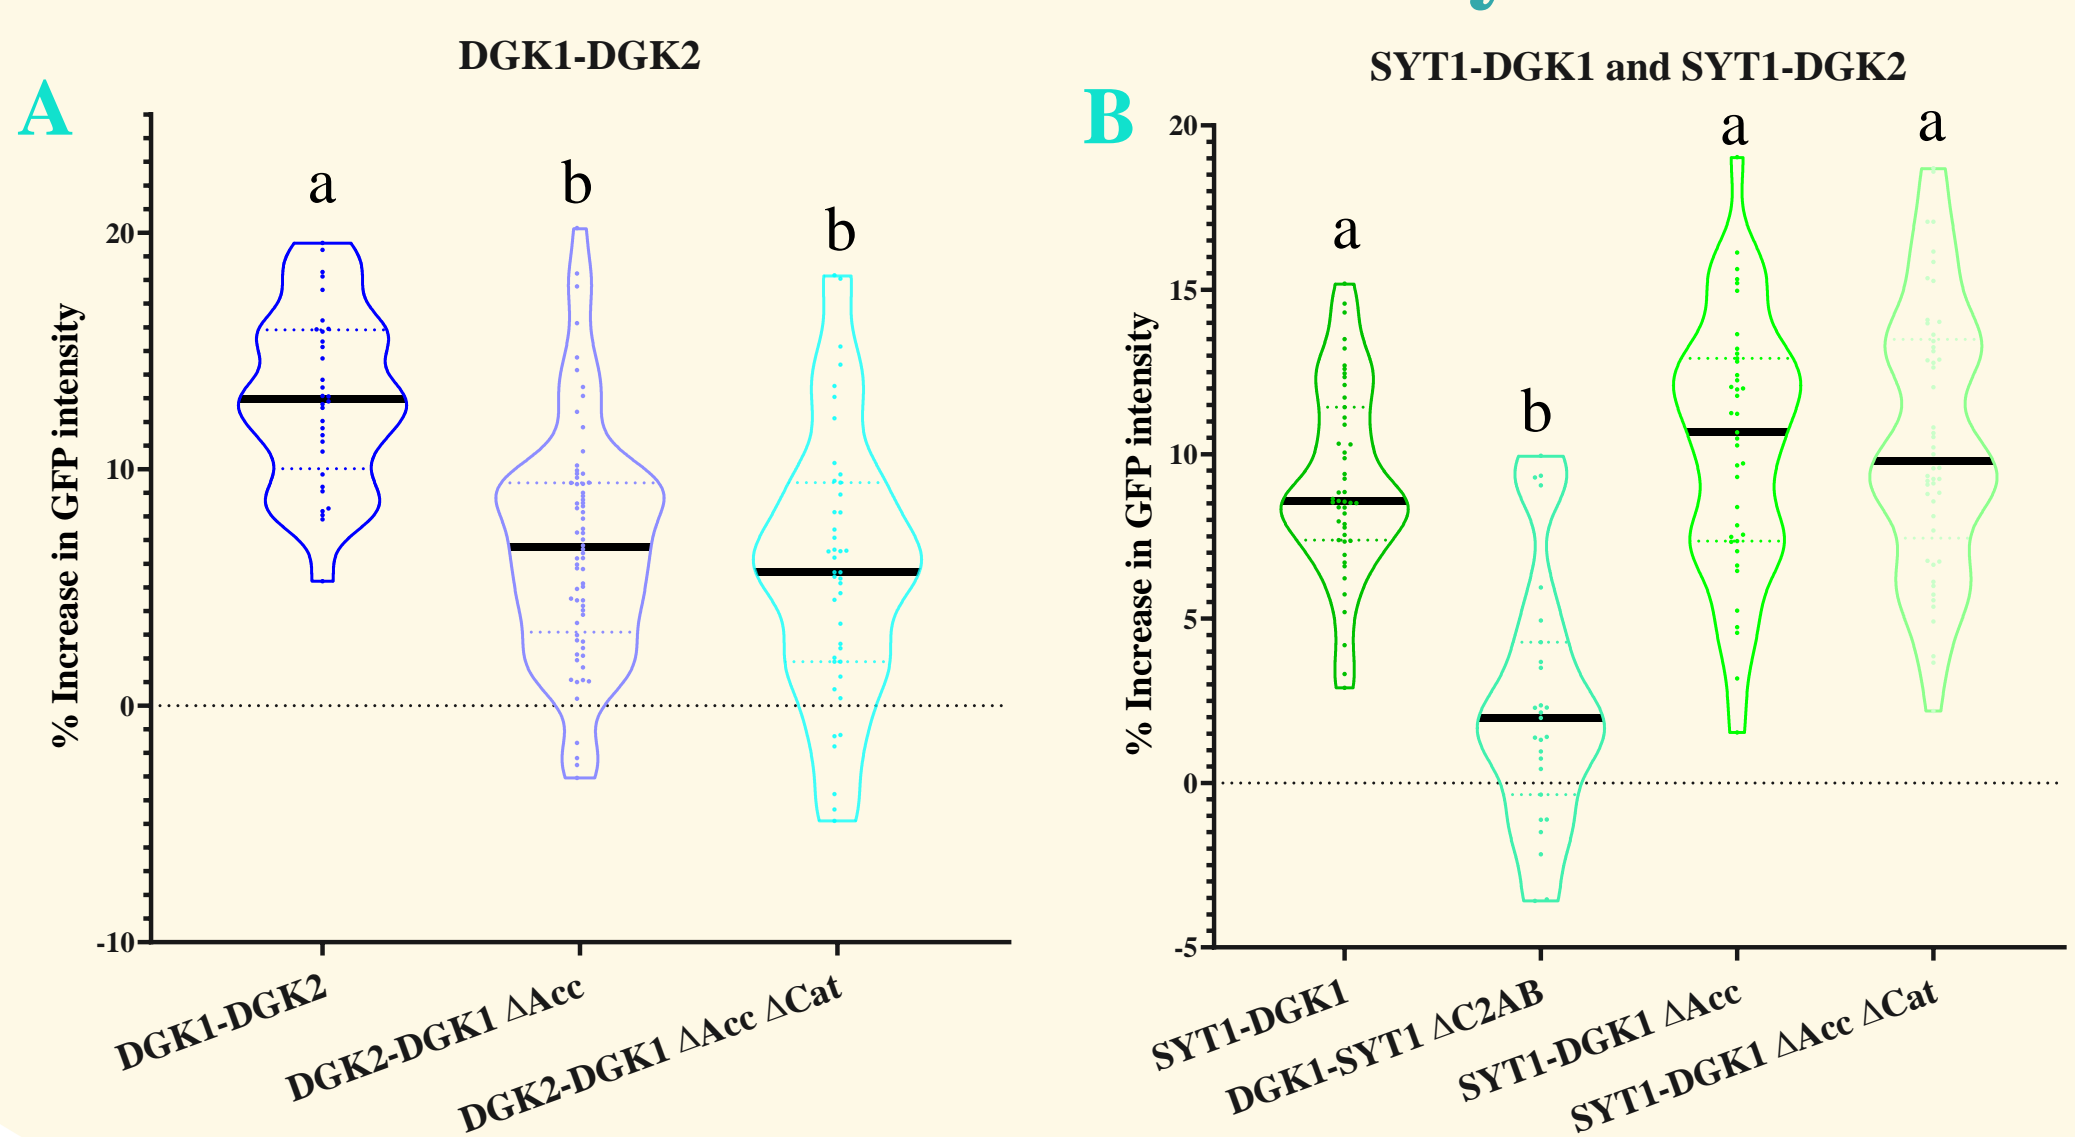 DGK1-DGK2
A
% Increase in GFP intensity
20
10
0
-10
a
b
b
DGK1-DGK2
DGK2-DGK1 ΔAcc
DGK2-DGK1 ΔAcc ΔCat
SYT1-DGK1 and SYT1-DGK2
B
% Increase in GFP intensity
20
15
10
5
0
-5
a
b
a
a
SYT1-DGK1
DGK1-SYT1 ΔC2AB
SYT1-DGK1 ΔAcc
SYT1-DGK1 ΔAcc ΔCat